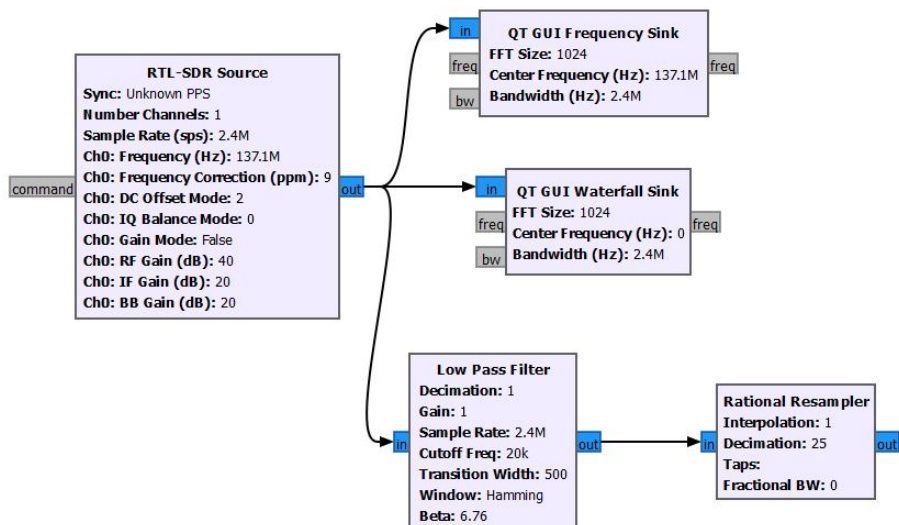 command
RTL-SDR Source
Sync: Unknown PPS
Number Channels: 1
Sample Rate (sps): 2.4M
Ch0: Frequency (Hz): 137.1M
Ch0: Frequency Correction (ppm): 9
Ch0: DC Offset Mode: 2
Ch0: IQ Balance Mode: 0
Ch0: Gain Mode: False
Ch0: RF Gain (dB): 40
Ch0: IF Gain (dB): 20
Ch0: BB Gain (dB): 20
out
in
freq
bw
QT GUI Frequency Sink
FFT Size: 1024
Center Frequency (Hz): 137.1M
Bandwidth (Hz): 2.4M
freq
in
freq
bw
QT GUI Waterfall Sink
FFT Size: 1024
Center Frequency (Hz): 0
Bandwidth (Hz): 2.4M
freq
in
Low Pass Filter
Decimation: 1
Gain: 1
Sample Rate: 2.4M
Cutoff Freq: 20k
Transition Width: 500
Window: Hamming
Beta: 6.76
out
in
Rational Resampler
Interpolation: 1
Decimation: 25
Taps:
Fractional BW: 0
out